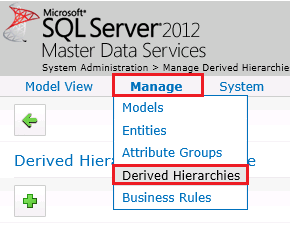 Microsoft®
SQL Server 2012
Master Data Services
System Administration > Manage Derived Hierarchies
Model View Manage System
Models
Entities
Attribute Groups
Derived Hierarchies
Business Rules
Derived Hiera